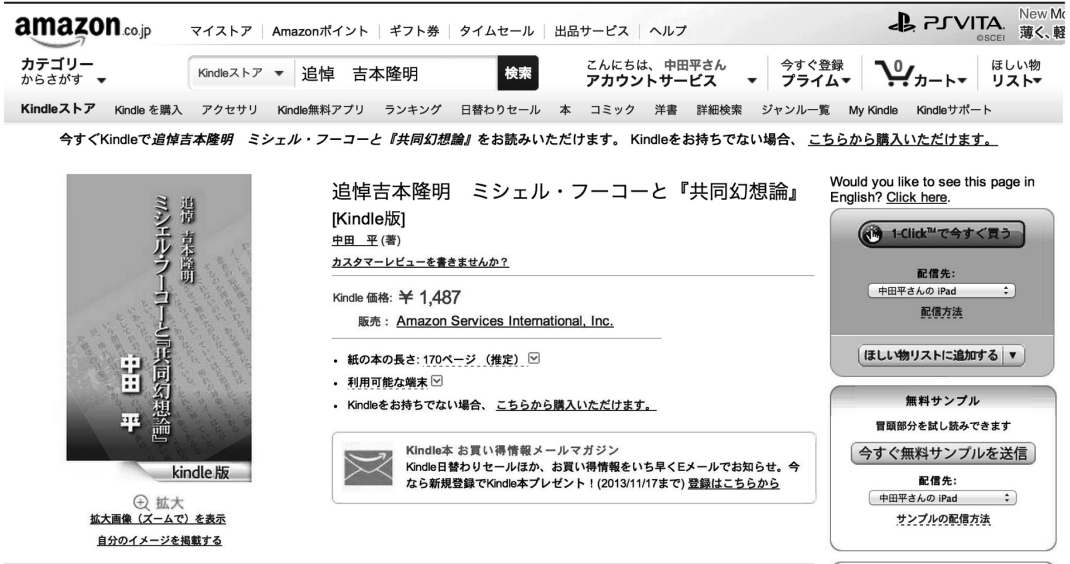 amazon.co.jp
マイストア | Amazonポイント | ギフト券 | タイムセール | 出品サービス | ヘルプ
PSVITA
©SCEI
New Mo
薄く、軽
カテゴリー
からさがす
Kindleストア
追悼　吉本隆明
検索
こんにちは、中田平さん
アカウントサービス
今すぐ登録
プライム
0
カート
ほしい物
リスト
Kindleストア Kindle を購入 アクセサリ Kindle無料アプリ ランキング 日替わりセール 本 コミック 洋書 詳細検索 ジャンル一覧 My Kindle Kindleサポート
今すぐKindleで追悼吉本隆明　ミシェル・フーコーと『共同幻想論』をお読みいただけます。 Kindleをお持ちでない場合、 こちらから購入いただけます。
追悼 吉本隆明
ミシェル・フーコーと『共同幻想論』
中田　平
kindle 版
拡大
拡大画像（ズームで）を表示
自分のイメージを掲載する
追悼吉本隆明　ミシェル・フーコーと『共同幻想論』
[Kindle版]
中田　平 (著)
カスタマーレビューを書きませんか？
Kindle 価格: ￥ 1,487
販売： Amazon Services International, Inc.
• 紙の本の長さ: 170ページ （推定）
• 利用可能な端末
• Kindleをお持ちでない場合、 こちらから購入いただけます。
Kindle本 お買い得情報メールマガジン
Kindle日替わりセールほか、お買い得情報をいち早くEメールでお知らせ。今
なら新規登録でKindle本プレゼント！(2013/11/17まで) 登録はこちらから
Would you like to see this page in
English? Click here.
1-Click™で今すぐ買う
配信先:
中田平さんの iPad
配信方法
ほしい物リストに追加する
無料サンプル
冒頭部分を試し読みできます
今すぐ無料サンプルを送信
配信先:
中田平さんの iPad
サンプルの配信方法